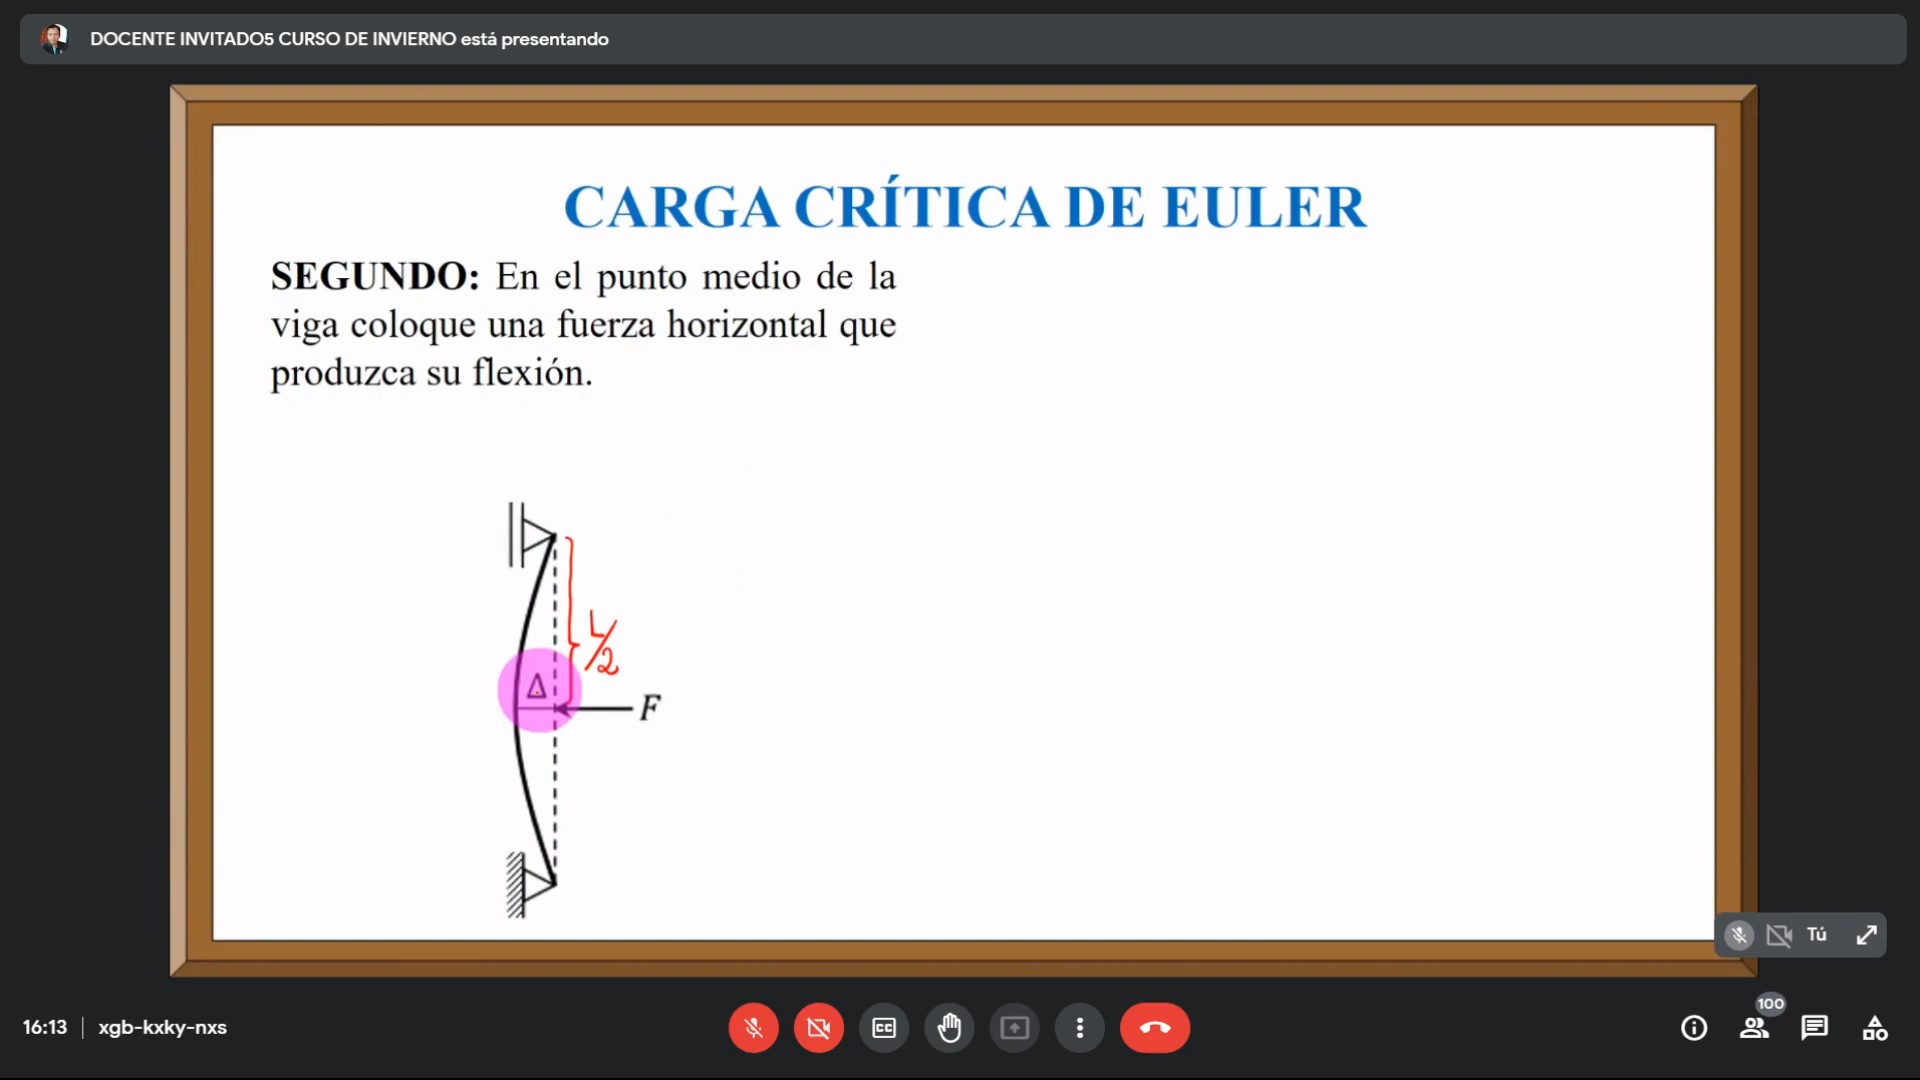 DOCENTE INVITADO5 CURSO DE INVIERNO está presentando
CARGA CRÍTICA DE EULER
SEGUNDO: En el punto medio de la
viga coloque una fuerza horizontal que
produzca su flexión.
L/2
Δ
F
Tú
100
16:13 | xgb-kxky-nxs
CC